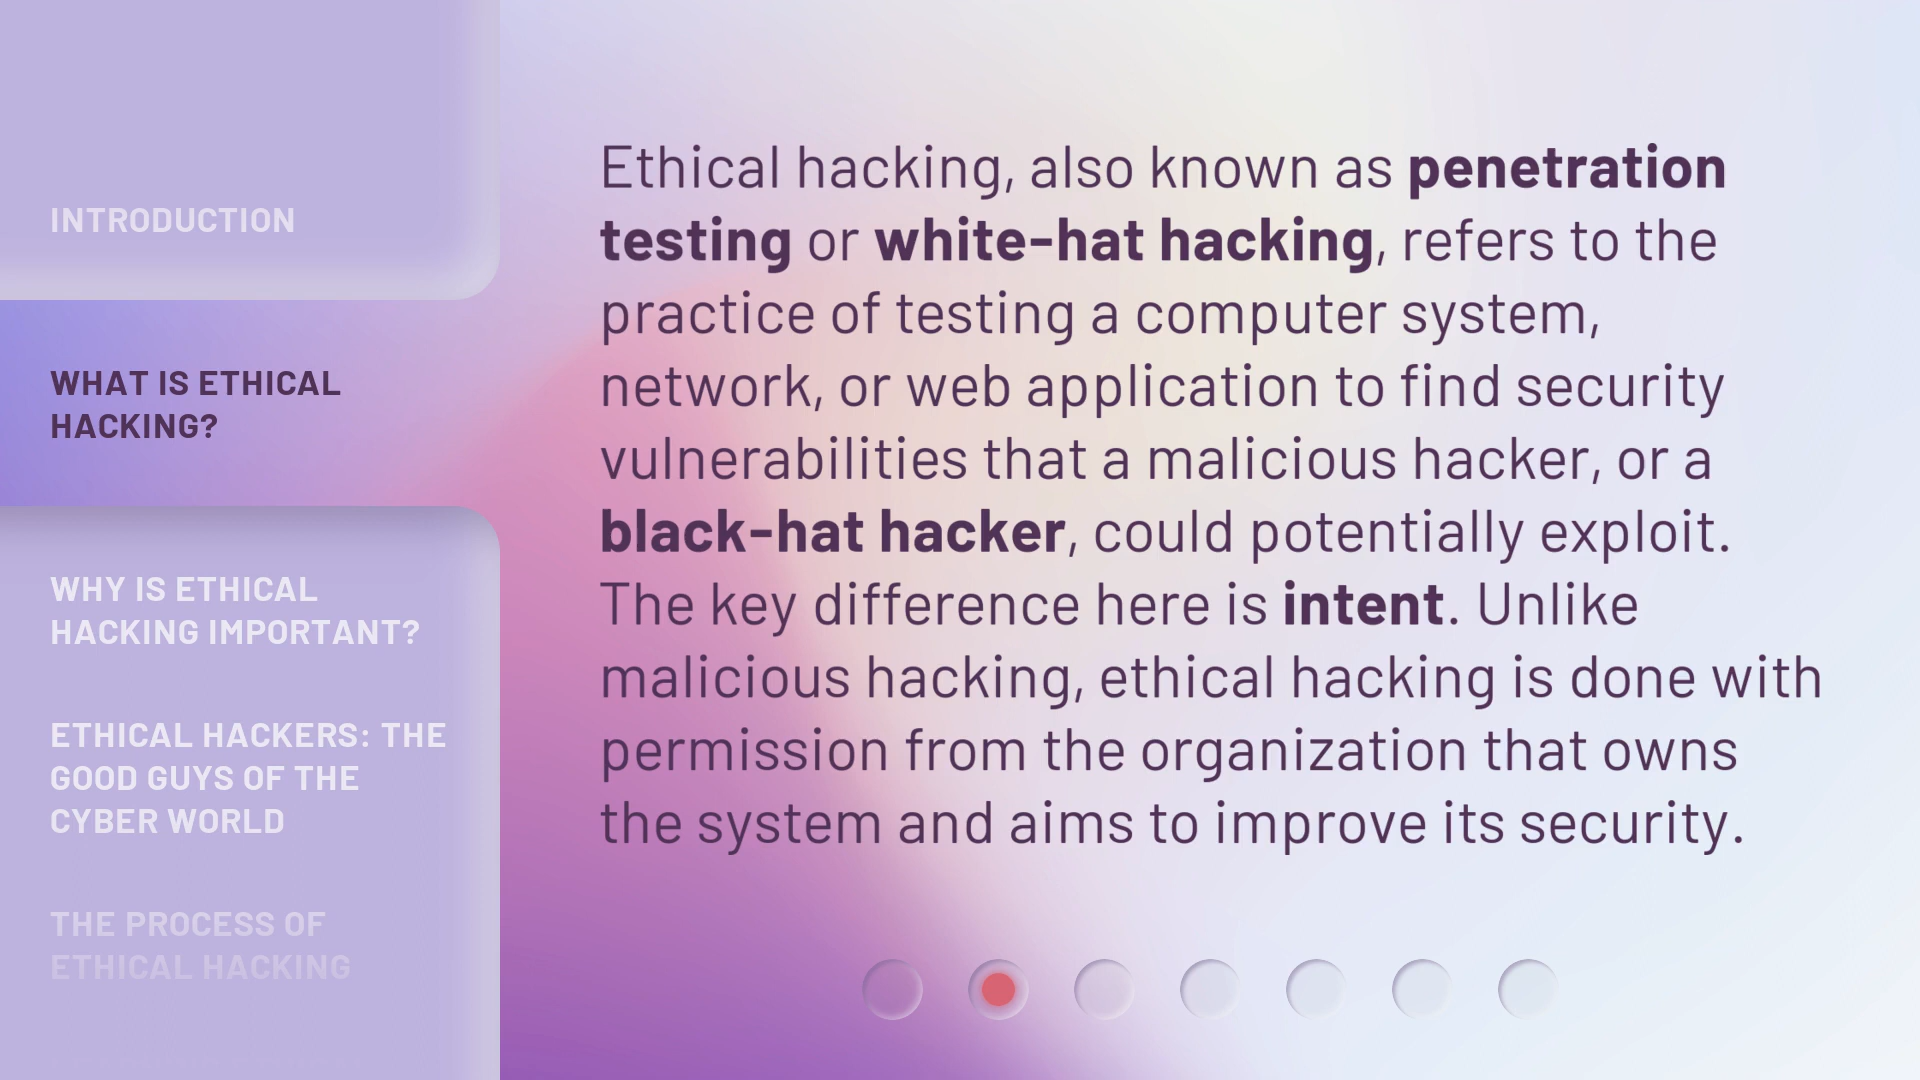 INTRODUCTION
WHAT IS ETHICAL
HACKING?
WHY IS ETHICAL
HACKING IMPORTANT?
ETHICAL HACKERS: THE
GOOD GUYS OF THE
CYBER WORLD
THE PROCESS OF
ETHICAL HACKING
Ethical hacking, also known as penetration
testing or white-hat hacking, refers to the
practice of testing a computer system,
network, or web application to find security
vulnerabilities that a malicious hacker, or a
black-hat hacker, could potentially exploit.
The key difference here is intent. Unlike
malicious hacking, ethical hacking is done with
permission from the organization that owns
the system and aims to improve its security.